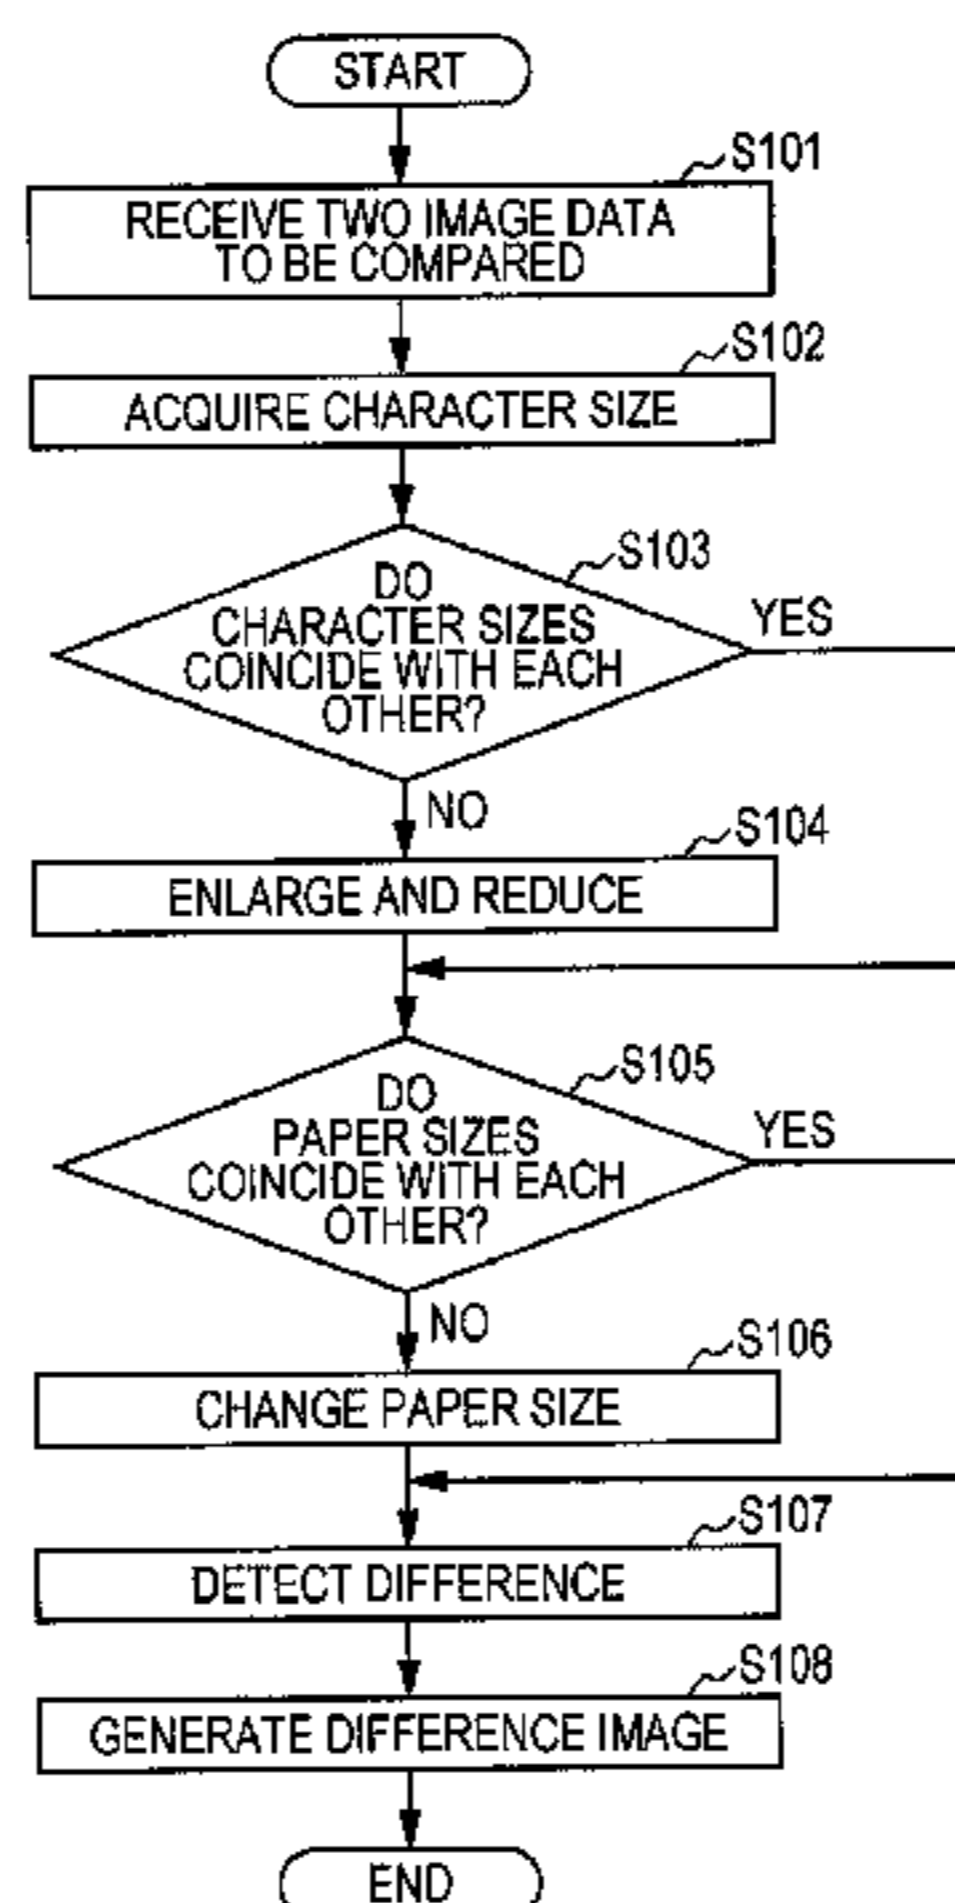 START
S101
RECEIVE TWO IMAGE DATA
TO BE COMPARED
S102
ACQUIRE CHARACTER SIZE
S103
DO
CHARACTER SIZES
COINCIDE WITH EACH
OTHER?
YES
NO
S104
ENLARGE AND REDUCE
S105
DO
PAPER SIZES
COINCIDE WITH EACH
OTHER?
YES
NO
S106
CHANGE PAPER SIZE
S107
DETECT DIFFERENCE
S108
GENERATE DIFFERENCE IMAGE
END